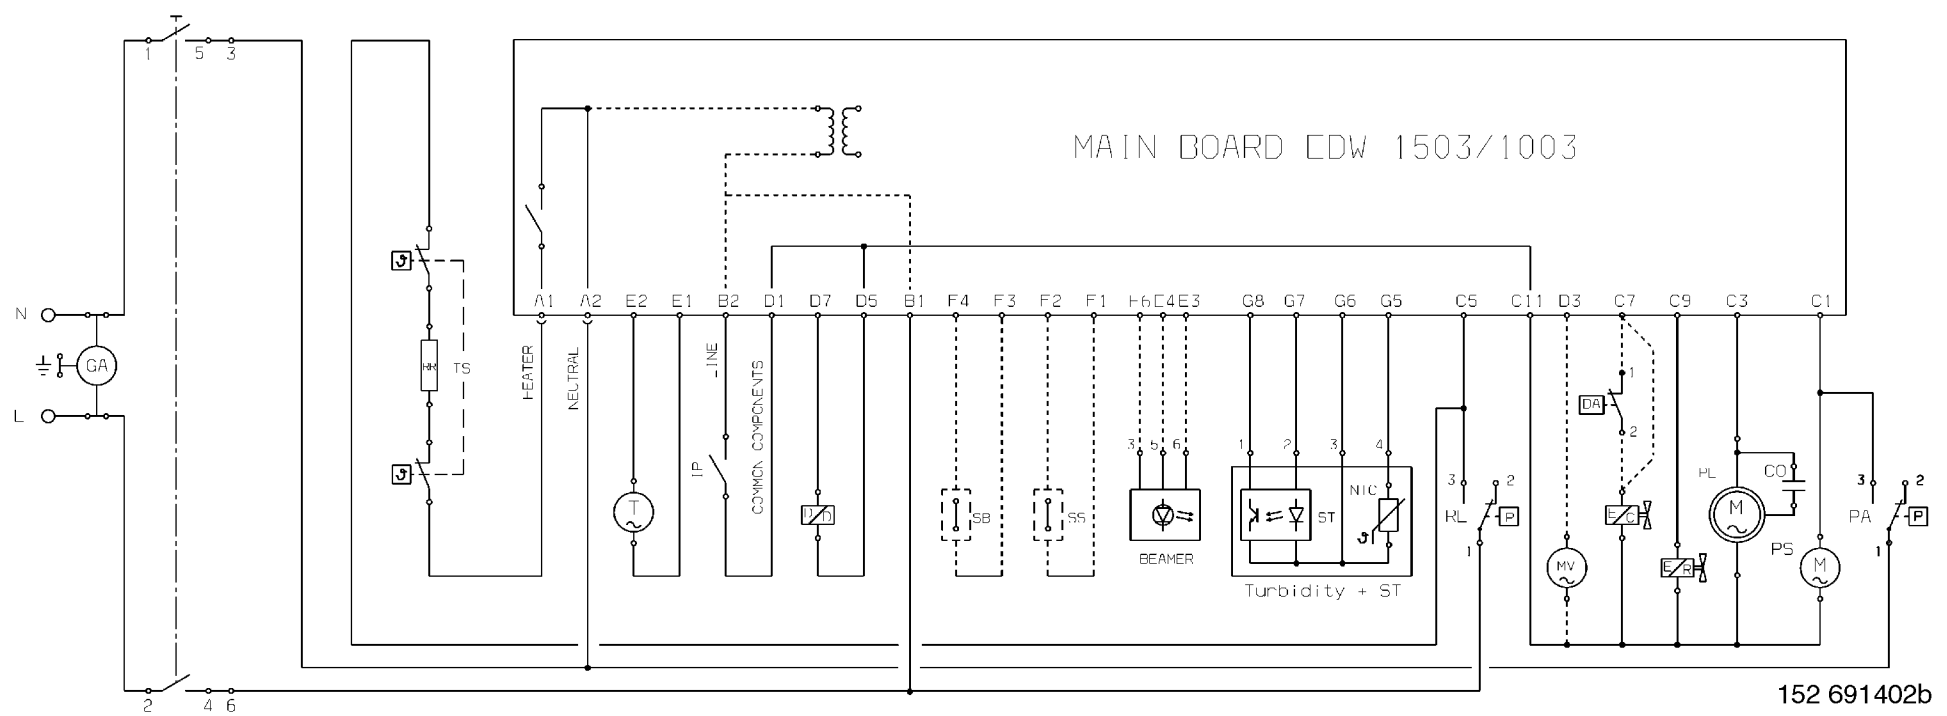 1 5 3
MAIN BOARD EDW 1503/1003
A1 A2 E2 E1 B2 D1 D7 D5 B1 F4 F3 F2 F1 E4 E3 G8 G7 G6 G5 C5 C11 D3 C7 C9 C3 C1
N
GA
L
RR TS
HEATER
NEUTRAL
LINE
COMMON COMPONENTS
IP
1
DA
2
3 5 6
1 2 3 4
T
D D
SB
SS
BEAMER
NTC
ST
Turbidity + ST
3 2
RL P
1
MV
E C
E R
PL
CO
M
PS
M
3 2
PA P
1
2 4 6
152 691402b